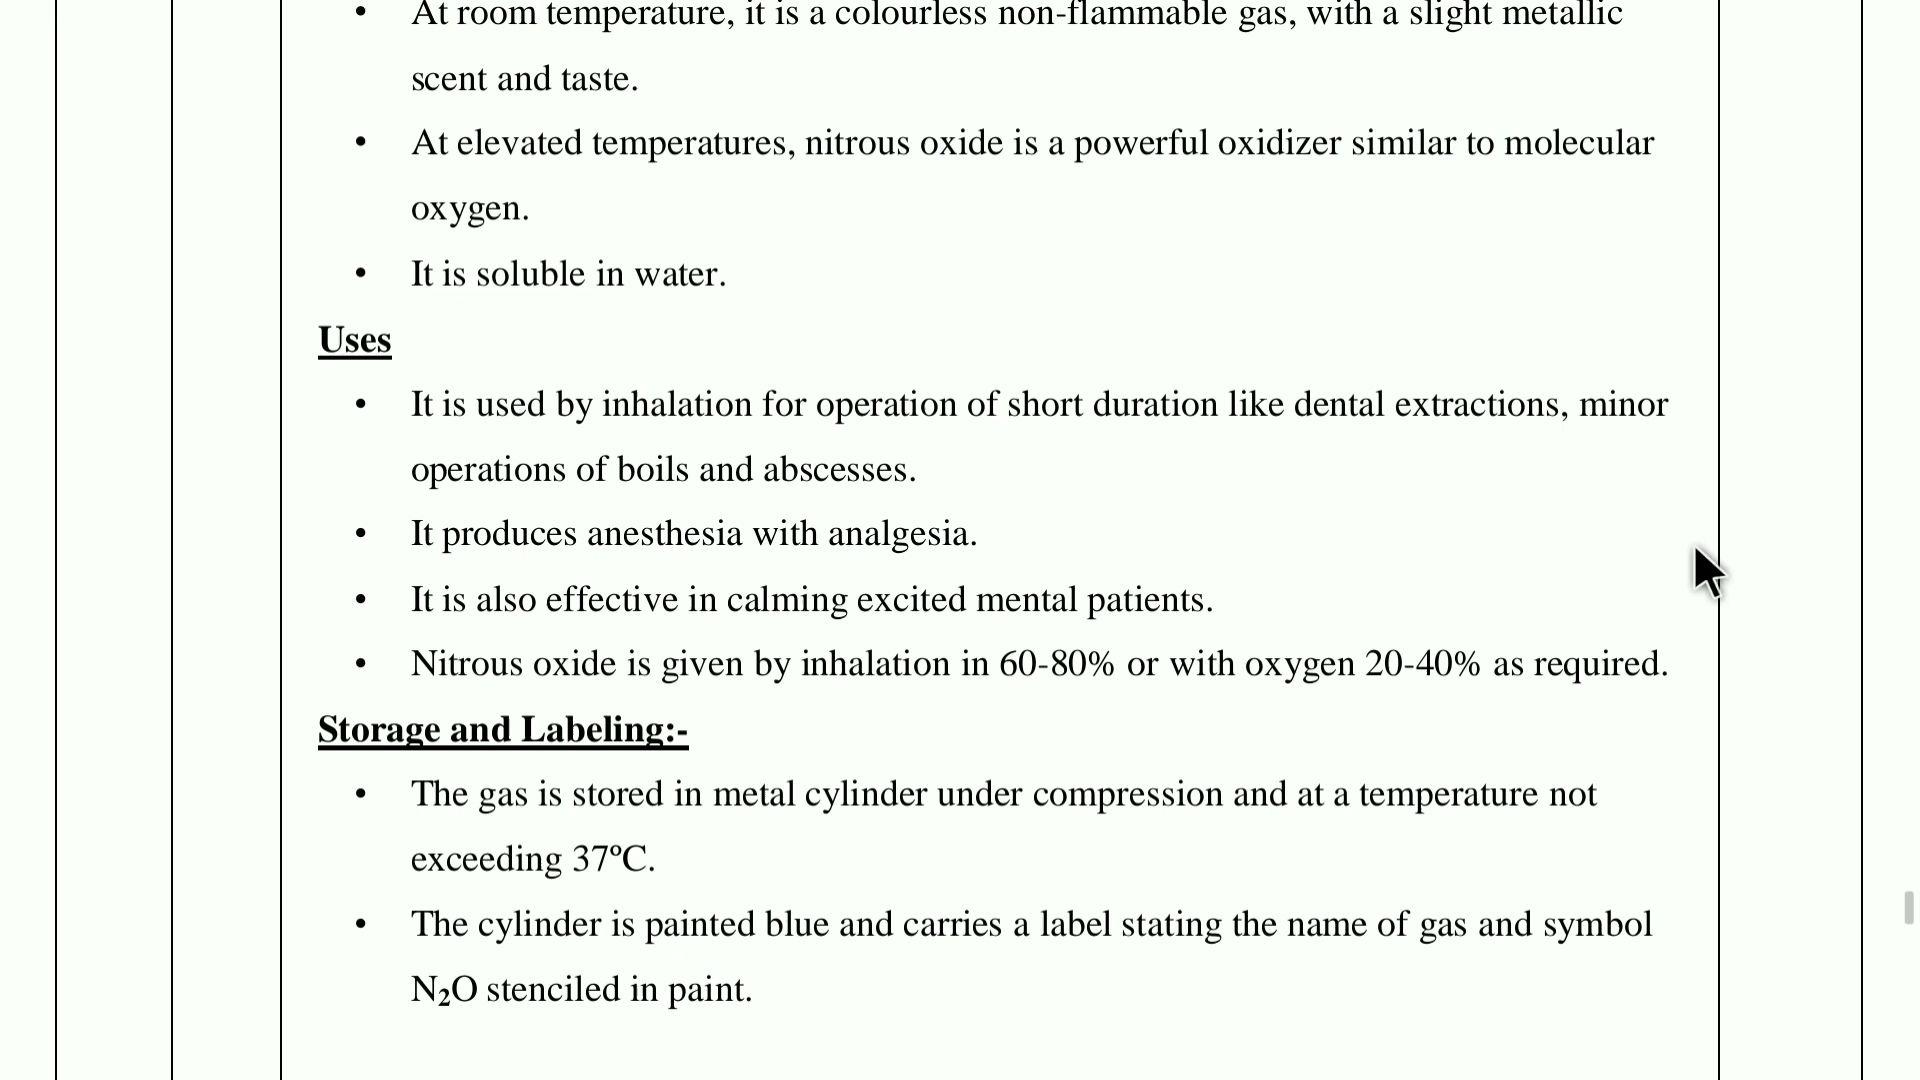 • At room temperature, it is a colourless non-flammable gas, with a slight metallic
scent and taste.
• At elevated temperatures, nitrous oxide is a powerful oxidizer similar to molecular
oxygen.
• It is soluble in water.
Uses
• It is used by inhalation for operation of short duration like dental extractions, minor
operations of boils and abscesses.
• It produces anesthesia with analgesia.
• It is also effective in calming excited mental patients.
• Nitrous oxide is given by inhalation in 60-80% or with oxygen 20-40% as required.
Storage and Labeling:-
• The gas is stored in metal cylinder under compression and at a temperature not
exceeding 37ºC.
• The cylinder is painted blue and carries a label stating the name of gas and symbol
N₂O stenciled in paint.